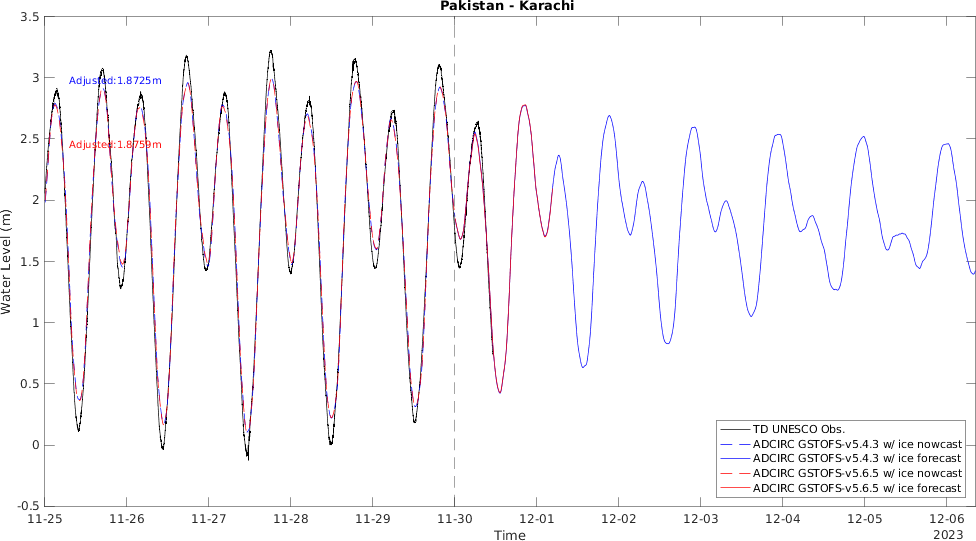 Pakistan - Karachi
3.5
3
2.5
2
1.5
1
0.5
0
-0.5
Water Level (m)
Adjusted:1.8725m
Adjusted:1.8759m
TD UNESCO Obs.
ADCIRC GSTOFS-v5.4.3 w/ ice nowcast
ADCIRC GSTOFS-v5.4.3 w/ ice forecast
ADCIRC GSTOFS-v5.6.5 w/ ice nowcast
ADCIRC GSTOFS-v5.6.5 w/ ice forecast
11-25 11-26 11-27 11-28 11-29 11-30 12-01 12-02 12-03 12-04 12-05 12-06
Time
2023